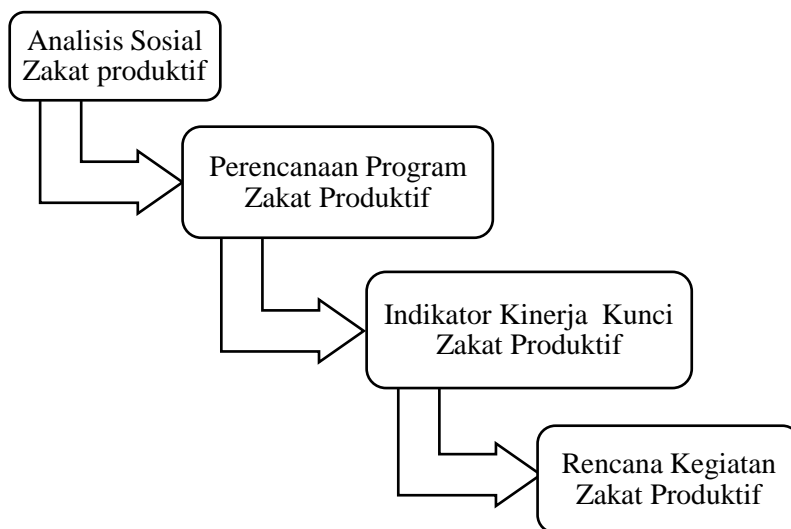 Analisis Sosial
Zakat produktif
Perencanaan Program
Zakat Produktif
Indikator Kinerja  Kunci
Zakat Produktif
Rencana Kegiatan
Zakat Produktif